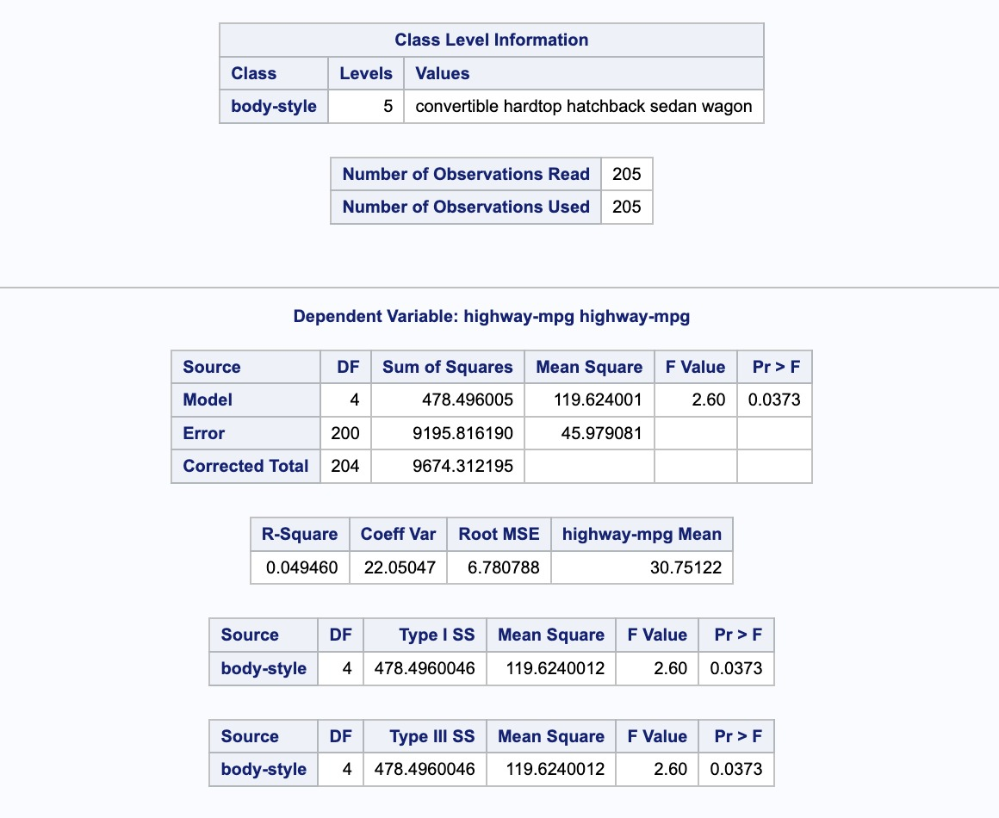 Class Level Information
Class Levels Values
body-style 5 convertible hardtop hatchback sedan wagon
Number of Observations Read 205
Number of Observations Used 205
Dependent Variable: highway-mpg highway-mpg
Source DF Sum of Squares Mean Square F Value Pr > F
Model 4 478.496005 119.624001 2.60 0.0373
Error 200 9195.816190 45.979081
Corrected Total 204 9674.312195
R-Square Coeff Var Root MSE highway-mpg Mean
0.049460 22.05047 6.780788 30.75122
Source DF Type I SS Mean Square F Value Pr > F
body-style 4 478.4960046 119.6240012 2.60 0.0373
Source DF Type III SS Mean Square F Value Pr > F
body-style 4 478.4960046 119.6240012 2.60 0.0373